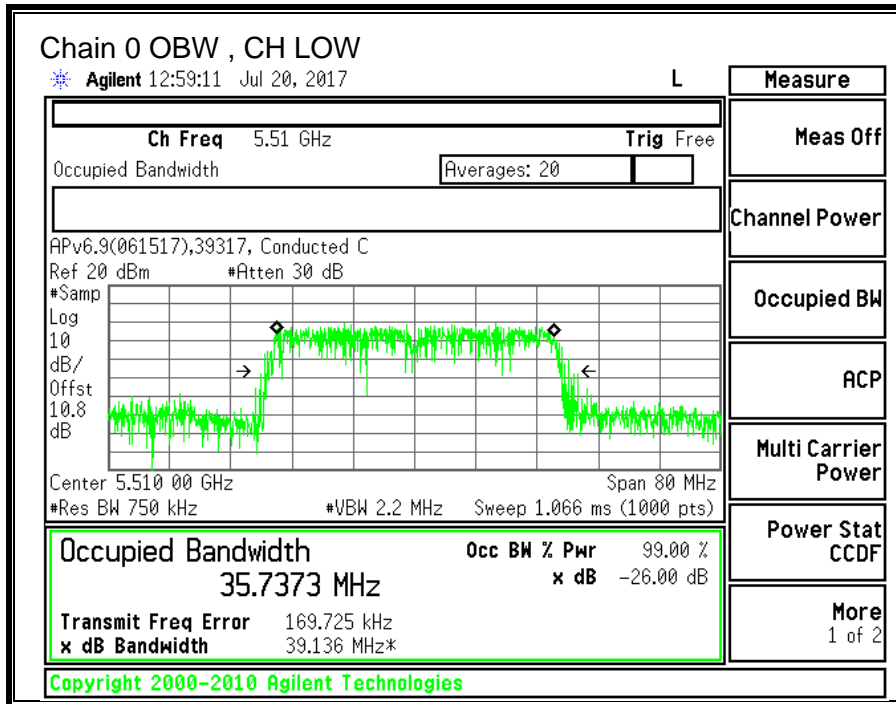 Chain 0 OBW , CH LOW
Agilent 12:59:11 Jul 20, 2017 L
Measure
Ch Freq 5.51 GHz Trig Free
Occupied Bandwidth Averages: 20
APv6.9(061517),39317, Conducted C
Ref 20 dBm #Atten 30 dB
#Samp
Log
10
dB/
Offst
10.8
dB
Center 5.510 00 GHz Span 80 MHz
#Res BW 750 kHz #VBW 2.2 MHz Sweep 1.066 ms (1000 pts)
Occupied Bandwidth Occ BW % Pwr 99.00 %
35.7373 MHz x dB -26.00 dB
Transmit Freq Error 169.725 kHz
x dB Bandwidth 39.136 MHz*
Meas Off
Channel Power
Occupied BW
ACP
Multi Carrier
Power
Power Stat
CCDF
More
1 of 2
Copyright 2000-2010 Agilent Technologies